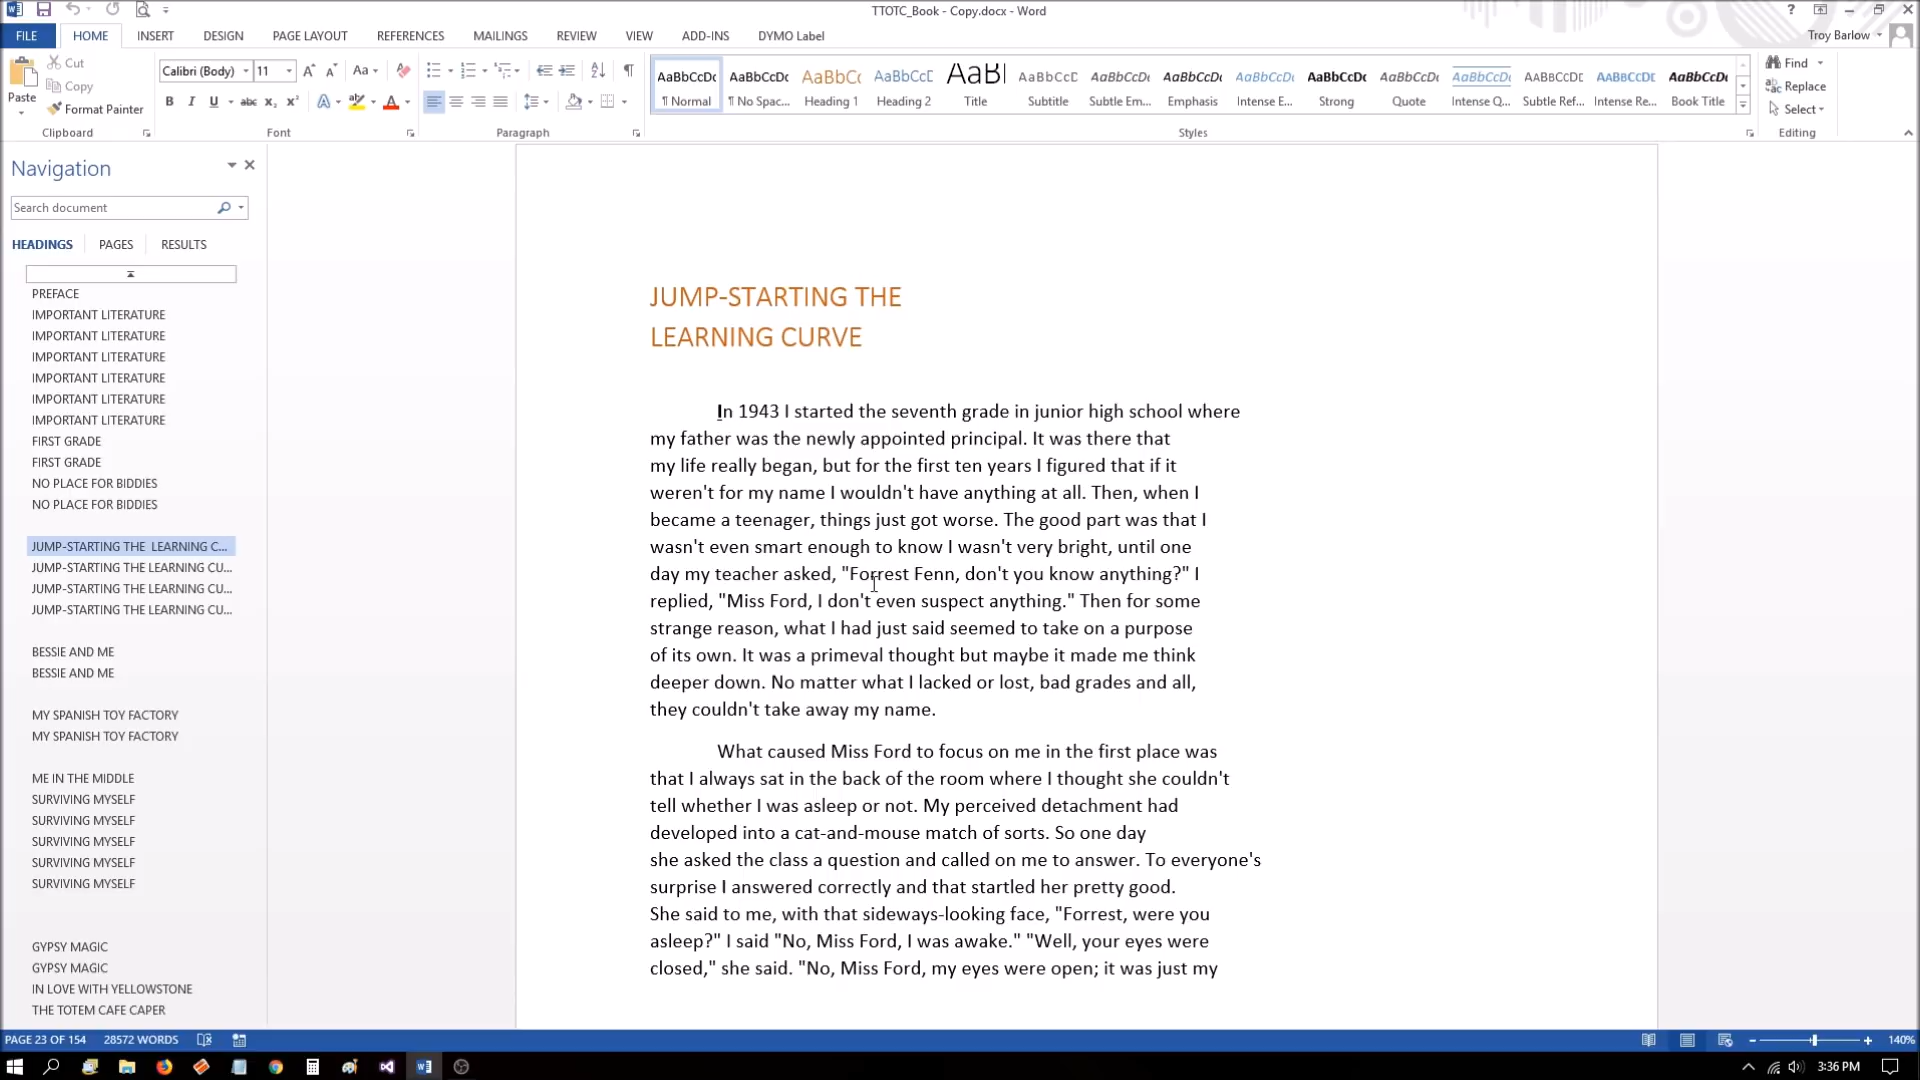 TTOTC_Book - Copy.docx - Word
Troy Barlow
FILE HOME INSERT DESIGN PAGE LAYOUT REFERENCES MAILINGS REVIEW VIEW ADD-INS DYMO Label
Paste
Cut
Copy
Format Painter
Clipboard
Calibri (Body) 11
Font
Paragraph
AaBbCcDc AaBbCcDc AaBbCc AaBbCcD AaBl AaBbCcD AaBbCcDc AaBbCcDc AaBbCcDc AaBbCcDc AaBbCcDc AaBbCcDc AABBCCDD AABBCCDD AaBbCcDc
¶ Normal ¶ No Spac... Heading 1 Heading 2 Title Subtitle Subtle Em... Emphasis Intense E... Strong Quote Intense Q... Subtle Ref... Intense Re... Book Title
Styles
Find
Replace
Select
Editing
Navigation
Search document
HEADINGS PAGES RESULTS
PREFACE
IMPORTANT LITERATURE
IMPORTANT LITERATURE
IMPORTANT LITERATURE
IMPORTANT LITERATURE
IMPORTANT LITERATURE
IMPORTANT LITERATURE
FIRST GRADE
FIRST GRADE
NO PLACE FOR BIDDIES
NO PLACE FOR BIDDIES
JUMP-STARTING THE LEARNING C...
JUMP-STARTING THE LEARNING CU...
JUMP-STARTING THE LEARNING CU...
JUMP-STARTING THE LEARNING CU...
BESSIE AND ME
BESSIE AND ME
MY SPANISH TOY FACTORY
MY SPANISH TOY FACTORY
ME IN THE MIDDLE
SURVIVING MYSELF
SURVIVING MYSELF
SURVIVING MYSELF
SURVIVING MYSELF
SURVIVING MYSELF
GYPSY MAGIC
GYPSY MAGIC
IN LOVE WITH YELLOWSTONE
THE TOTEM CAFE CAPER
JUMP-STARTING THE
LEARNING CURVE
In 1943 I started the seventh grade in junior high school where
my father was the newly appointed principal. It was there that
my life really began, but for the first ten years I figured that if it
weren't for my name I wouldn't have anything at all. Then, when I
became a teenager, things just got worse. The good part was that I
wasn't even smart enough to know I wasn't very bright, until one
day my teacher asked, "Forrest Fenn, don't you know anything?" I
replied, "Miss Ford, I don't even suspect anything." Then for some
strange reason, what I had just said seemed to take on a purpose
of its own. It was a primeval thought but maybe it made me think
deeper down. No matter what I lacked or lost, bad grades and all,
they couldn't take away my name.
What caused Miss Ford to focus on me in the first place was
that I always sat in the back of the room where I thought she couldn't
tell whether I was asleep or not. My perceived detachment had
developed into a cat-and-mouse match of sorts. So one day
she asked the class a question and called on me to answer. To everyone's
surprise I answered correctly and that startled her pretty good.
She said to me, with that sideways-looking face, "Forrest, were you
asleep?" I said "No, Miss Ford, I was awake." "Well, your eyes were
closed," she said. "No, Miss Ford, my eyes were open; it was just my
PAGE 23 OF 154 28572 WORDS
140%
3:36 PM